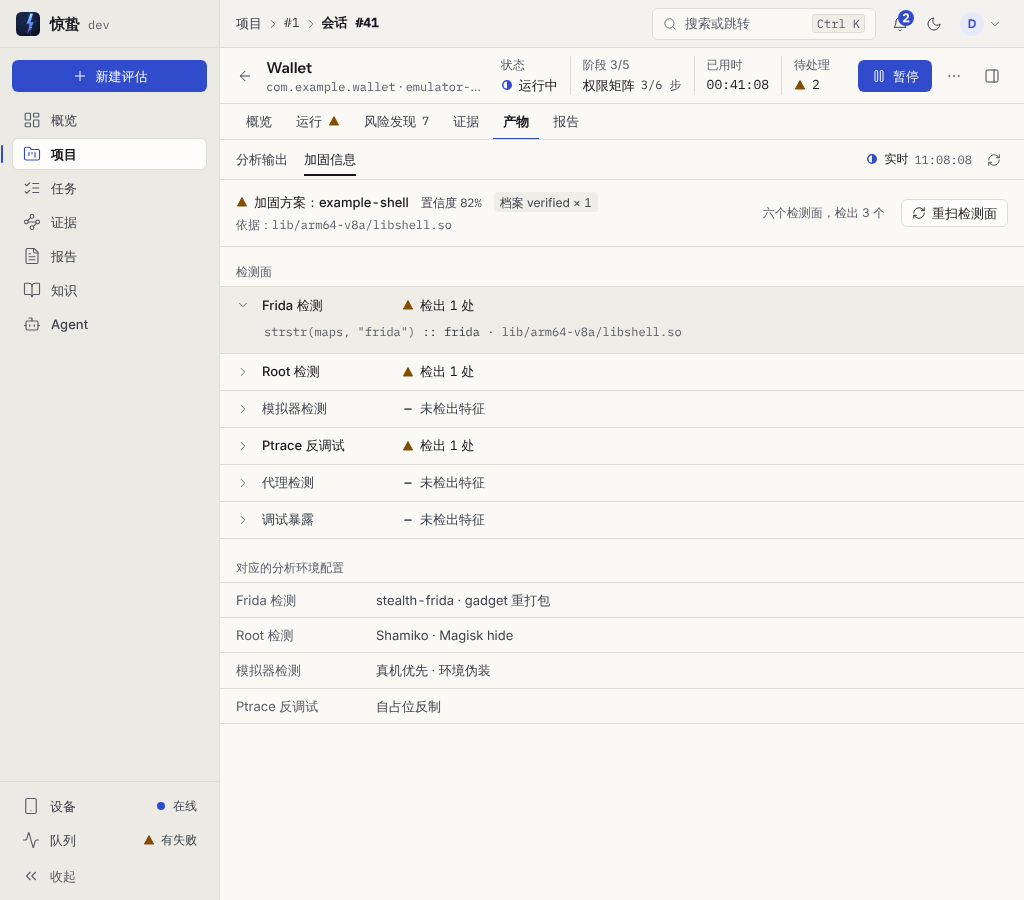 惊蛰 dev
项目 > #1 > 会话 #41
搜索或跳转 Ctrl K
2
D
新建评估
概览
项目
任务
证据
报告
知识
Agent
设备 在线
队列 有失败
收起
Wallet
com.example.wallet · emulator-...
状态
运行中
阶段 3/5
权限矩阵 3/6 步
已用时
00:41:08
待处理
2
暂停
概览 运行 风险发现 7 证据 产物 报告
分析输出 加固信息
实时 11:08:08
加固方案：example-shell 置信度 82% 档案 verified × 1
依据：lib/arm64-v8a/libshell.so
六个检测面，检出 3 个
重扫检测面
检测面
Frida 检测 检出 1 处
strstr(maps, "frida") :: frida · lib/arm64-v8a/libshell.so
Root 检测 检出 1 处
模拟器检测 – 未检出特征
Ptrace 反调试 检出 1 处
代理检测 – 未检出特征
调试暴露 – 未检出特征
对应的分析环境配置
Frida 检测 stealth-frida · gadget 重打包
Root 检测 Shamiko · Magisk hide
模拟器检测 真机优先 · 环境伪装
Ptrace 反调试 自占位反制